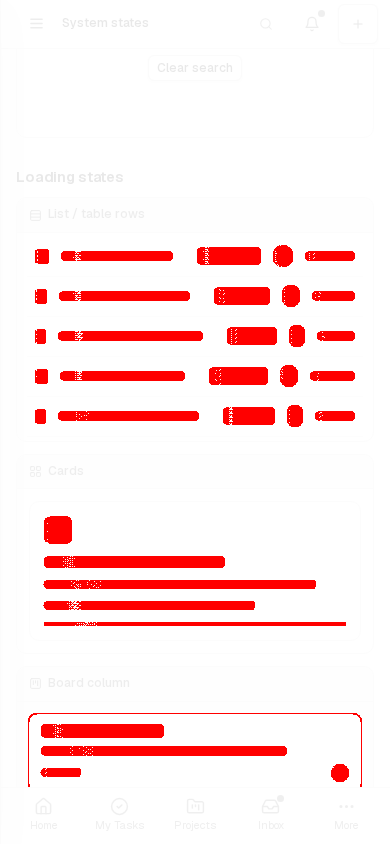 System states
Clear search
Loading states
List / table rows
Cards
Board column
Home
My Tasks
Projects
Inbox
More